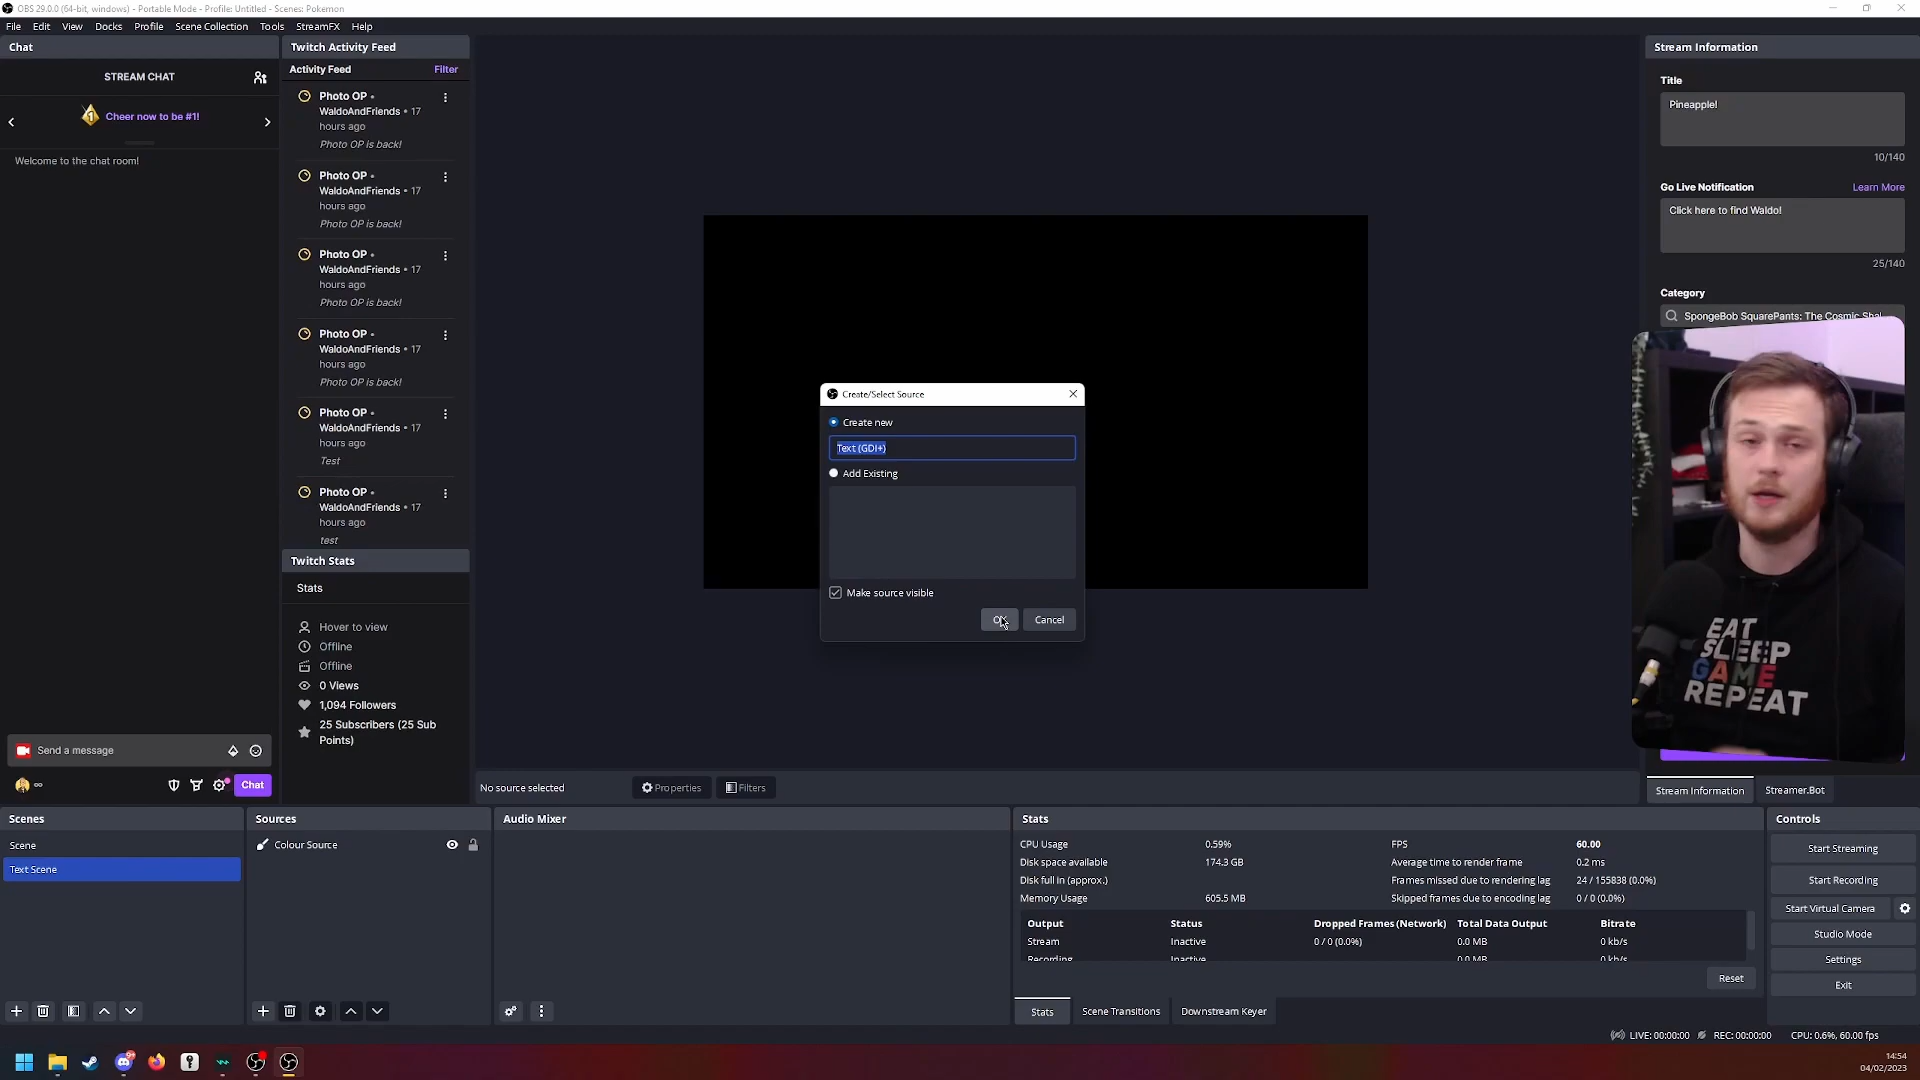 OBS 29.0.0 (64-bit, windows) - Portable Mode - Profile: Untitled - Scenes: Pokemon
File Edit View Docks Profile Scene Collection Tools StreamFX Help
Chat
STREAM CHAT
1
Cheer now to be #1!
Welcome to the chat room!
Send a message
∞
Chat
Twitch Activity Feed
Activity Feed Filter
Photo OP •
WaldoAndFriends • 17
hours ago
Photo OP is back!
Photo OP •
WaldoAndFriends • 17
hours ago
Photo OP is back!
Photo OP •
WaldoAndFriends • 17
hours ago
Photo OP is back!
Photo OP •
WaldoAndFriends • 17
hours ago
Photo OP is back!
Photo OP •
WaldoAndFriends • 17
hours ago
Test
Photo OP •
WaldoAndFriends • 17
hours ago
test
Twitch Stats
Stats
Hover to view
Offline
Offline
0 Views
1,094 Followers
25 Subscribers (25 Sub
Points)
Create/Select Source
Create new
Text (GDI+)
Add Existing
Make source visible
Cancel
Stream Information
Title
Pineapple!
10/140
Go Live Notification Learn More
Click here to find Waldo!
25/140
Category
SpongeBob SquarePants: The Cosmic
EAT
SLEEP
GAME
REPEAT
Stream Information Streamer.Bot
No source selected Properties Filters
Scenes
Scene
Text Scene
Sources
Colour Source
Audio Mixer
Stats
CPU Usage 0.59% FPS 60.00
Disk space available 174.3 GB Average time to render frame 0.2 ms
Disk full in (approx.) Frames missed due to rendering lag 24 / 155838 (0.0%)
Memory Usage 605.5 MB Skipped frames due to encoding lag 0 / 0 (0.0%)
Output Status Dropped Frames (Network) Total Data Output Bitrate
Stream Inactive 0 / 0 (0.0%) 0.0 MB 0 kb/s
Recording Inactive 0.0 MB 0 kb/s
Reset
Stats Scene Transitions Downstream Keyer
Controls
Start Streaming
Start Recording
Start Virtual Camera
Studio Mode
Settings
Exit
LIVE: 00:00:00 REC: 00:00:00 CPU: 0.6%, 60.00 fps
14:54
04/02/2023